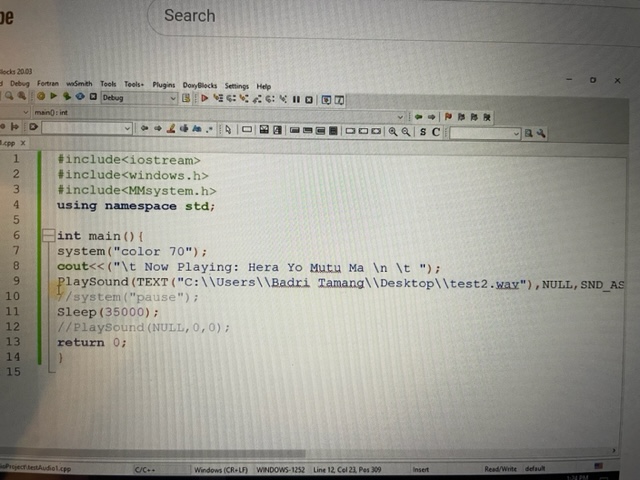 be
Search
locks 20.03
Debug Fortran wxSmith Tools Tools+ Plugins DoxyBlocks Settings Help
Debug
main() : int
S C
.cpp x
1 #include<iostream>
2 #include<windows.h>
3 #include<MMsystem.h>
4 using namespace std;
5
6 int main(){
7 system("color 70");
8 cout<<("\t Now Playing: Hera Yo Mutu Ma \n \t ");
9 PlaySound(TEXT("C:\\Users\\Badri Tamang\\Desktop\\test2.wav"),NULL,SND_AS
10 //system("pause");
11 Sleep(35000);
12 //PlaySound(NULL,0,0);
13 return 0;
14 }
15
ioProject\testAudio1.cpp C/C++ Windows (CR+LF) WINDOWS-1252 Line 12, Col 23, Pos 309 Insert Read/Write default